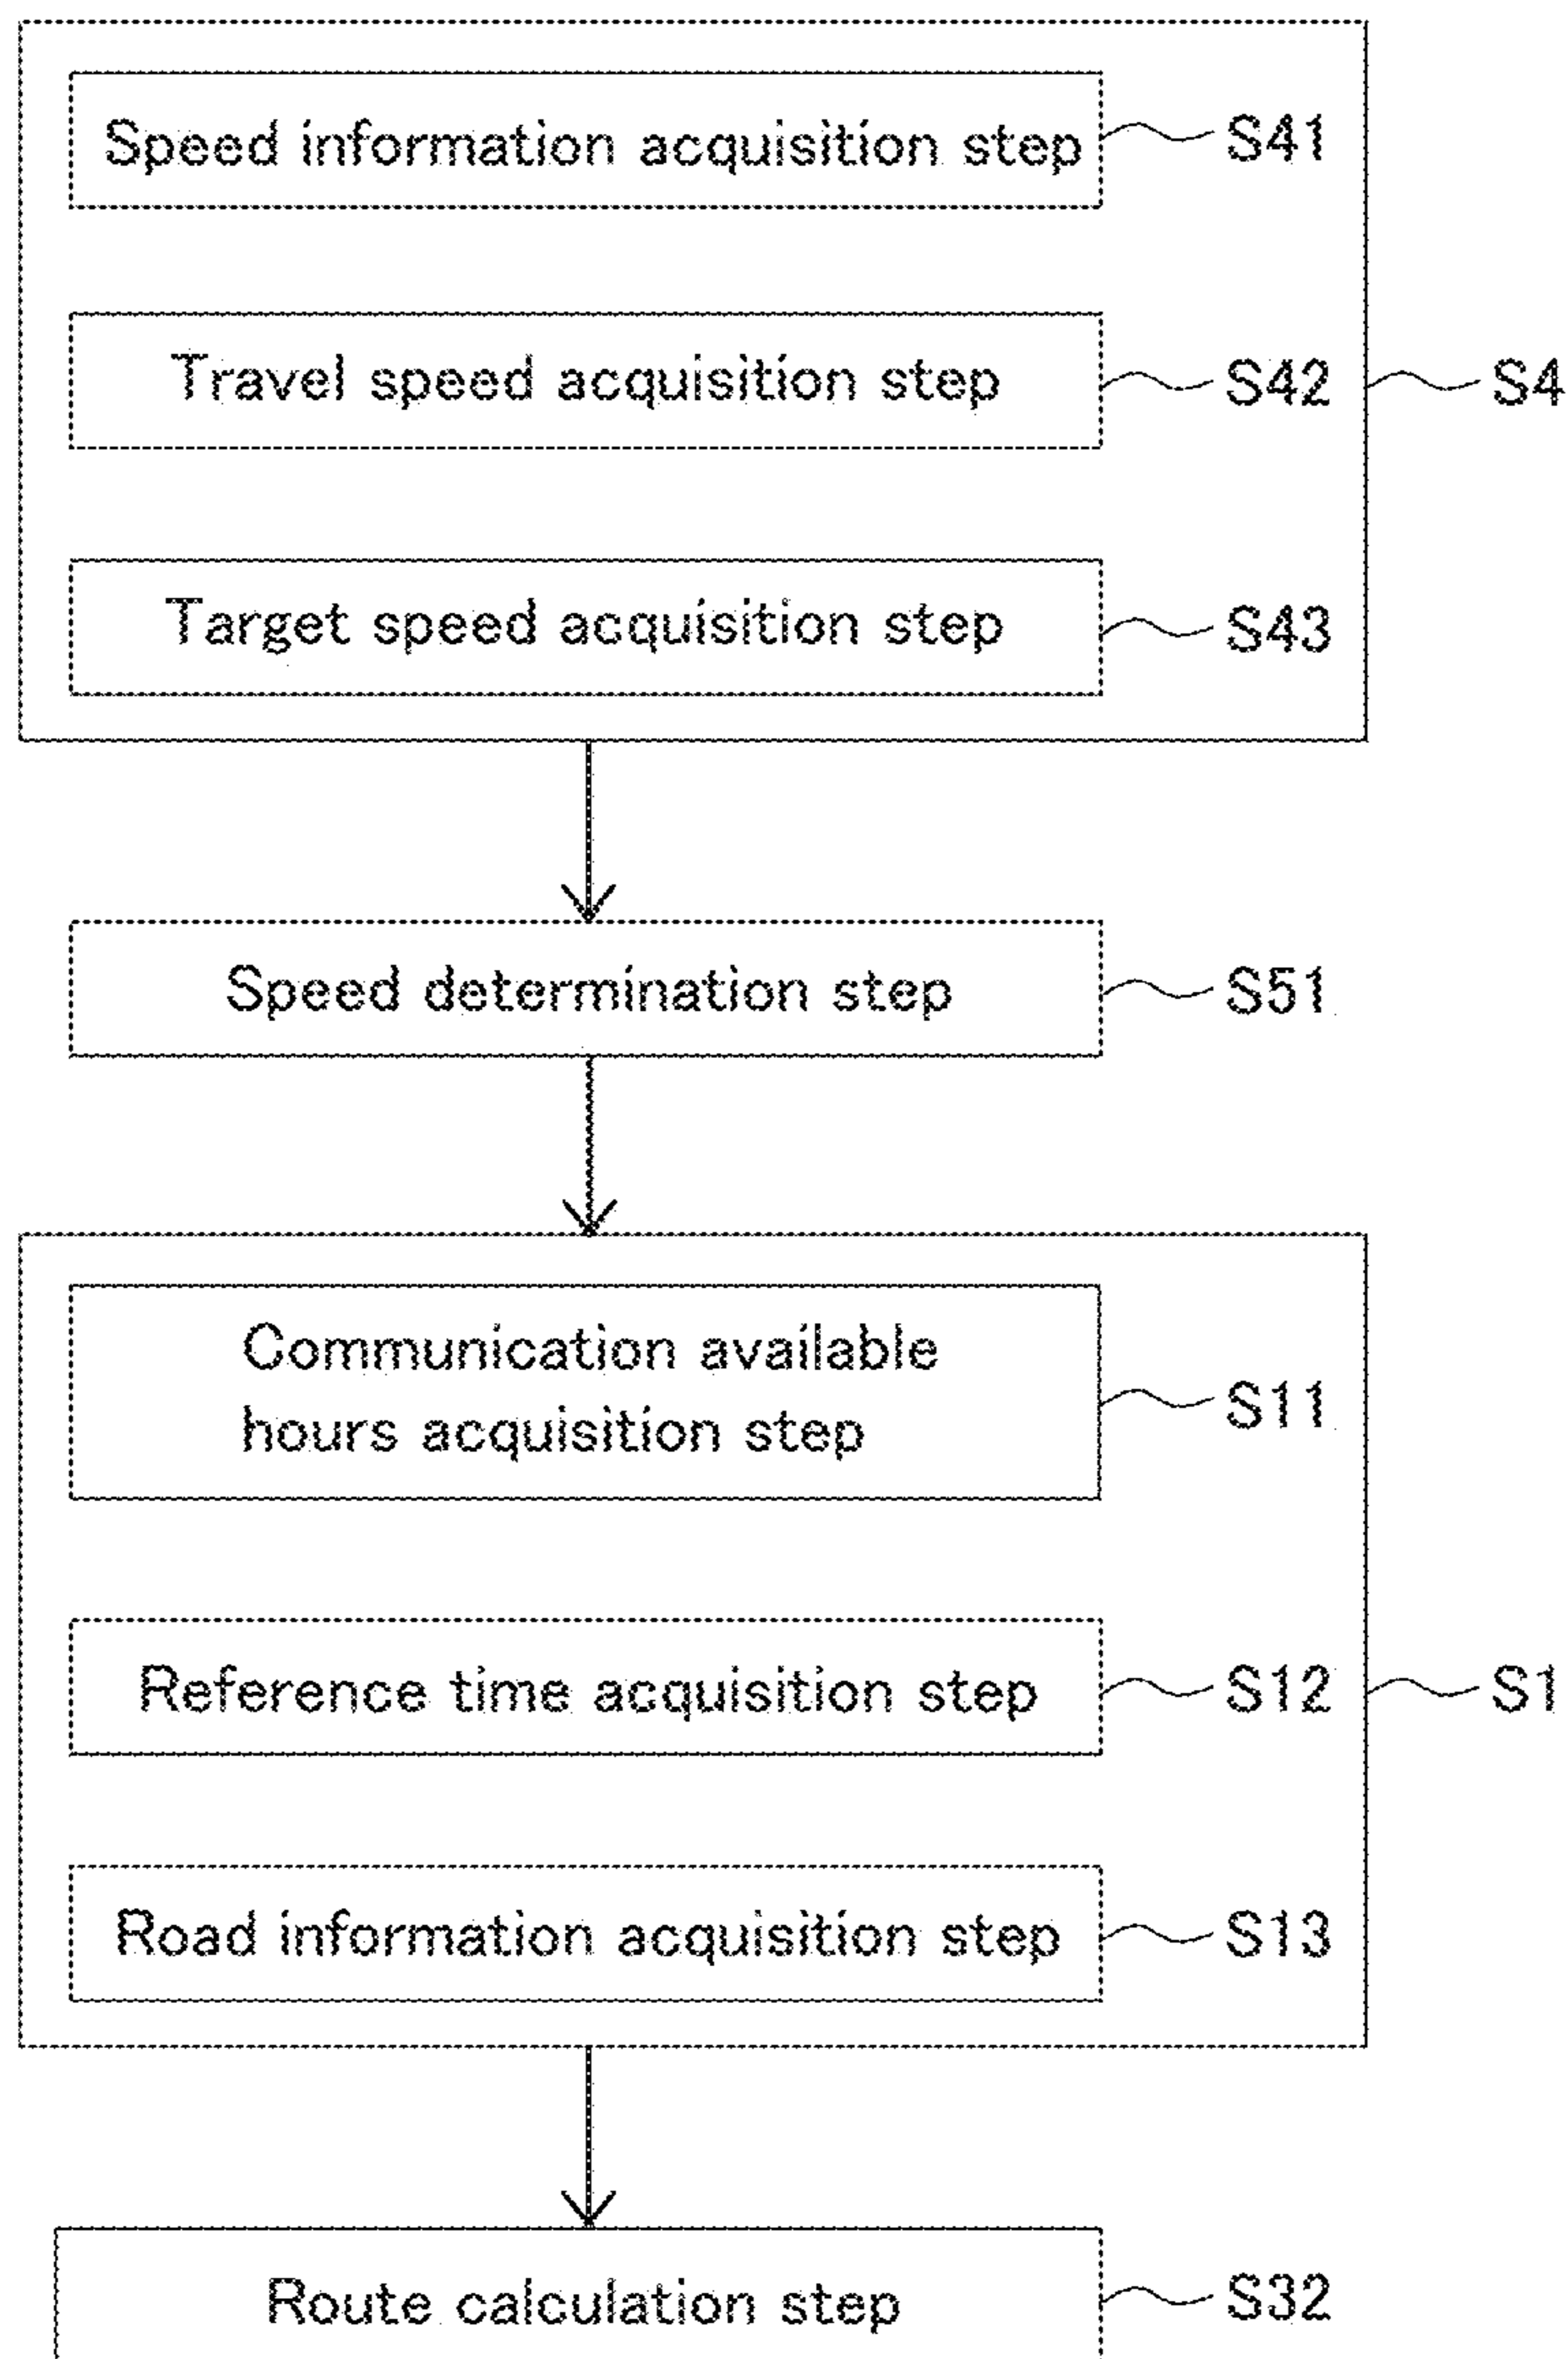 Speed information acquisition step S41
Travel speed acquisition step S42 S4
Target speed acquisition step S43
Speed determination step S51
Communication available
hours acquisition step S11
Reference time acquisition step S12 S1
Road information acquisition step S13
Route calculation step S32